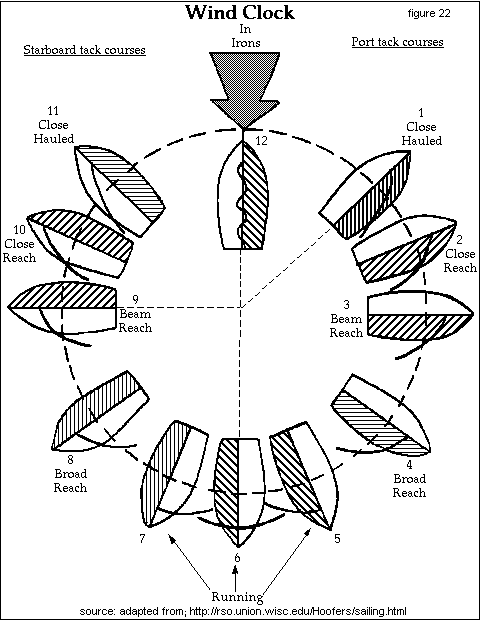 Wind Clock
figure 22
Starboard tack courses
In
Irons
Port tack courses
11
Close
Hauled
12
1
Close
Hauled
10
Close
Reach
2
Close
Reach
9
Beam
Reach
3
Beam
Reach
8
Broad
Reach
4
Broad
Reach
7
6
5
Running
source: adapted from; http://rso.union.wisc.edu/Hoofers/sailing.html